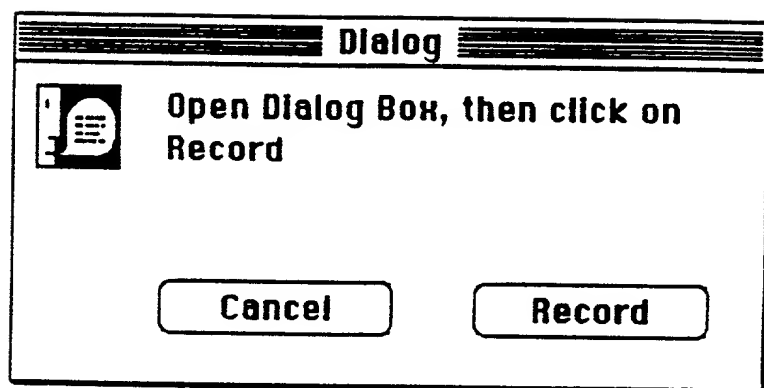 Dialog
Open Dialog Box, then click on
Record
Cancel
Record